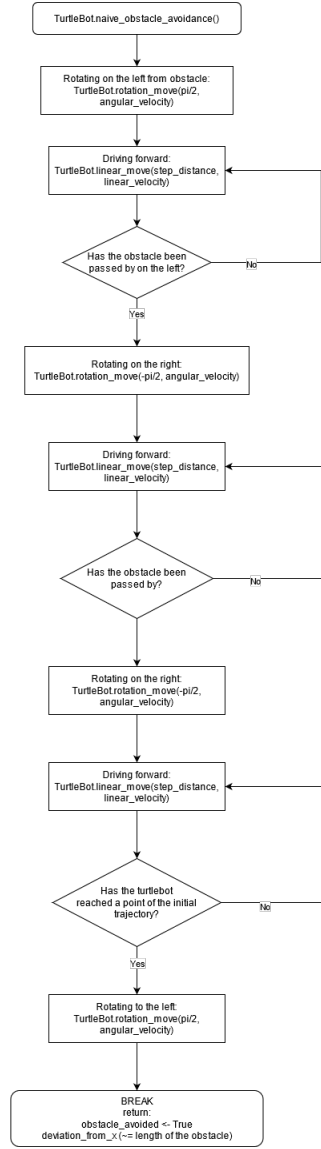 TurtleBot.naive_obstacle_avoidance()
Rotating on the left from obstacle:
TurtleBot.rotation_move(pi/2,
angular_velocity)
Driving forward:
TurtleBot.linear_move(step_distance,
linear_velocity)
Has the obstacle been
passed by on the left?
No
Yes
Rotating on the right:
TurtleBot.rotation_move(-pi/2, angular_velocity)
Driving forward:
TurtleBot.linear_move(step_distance,
linear_velocity)
Has the obstacle been
passed by?
No
Rotating on the right:
TurtleBot.rotation_move(-pi/2,
angular_velocity)
Driving forward:
TurtleBot.linear_move(step_distance,
linear_velocity)
Has the turtlebot
reached a point of the initial
trajectory?
No
Yes
Rotating to the left:
TurtleBot.rotation_move(pi/2,
angular_velocity)
BREAK
return:
obstacle_avoided <- True
deviation_from_x (~= length of the obstacle)